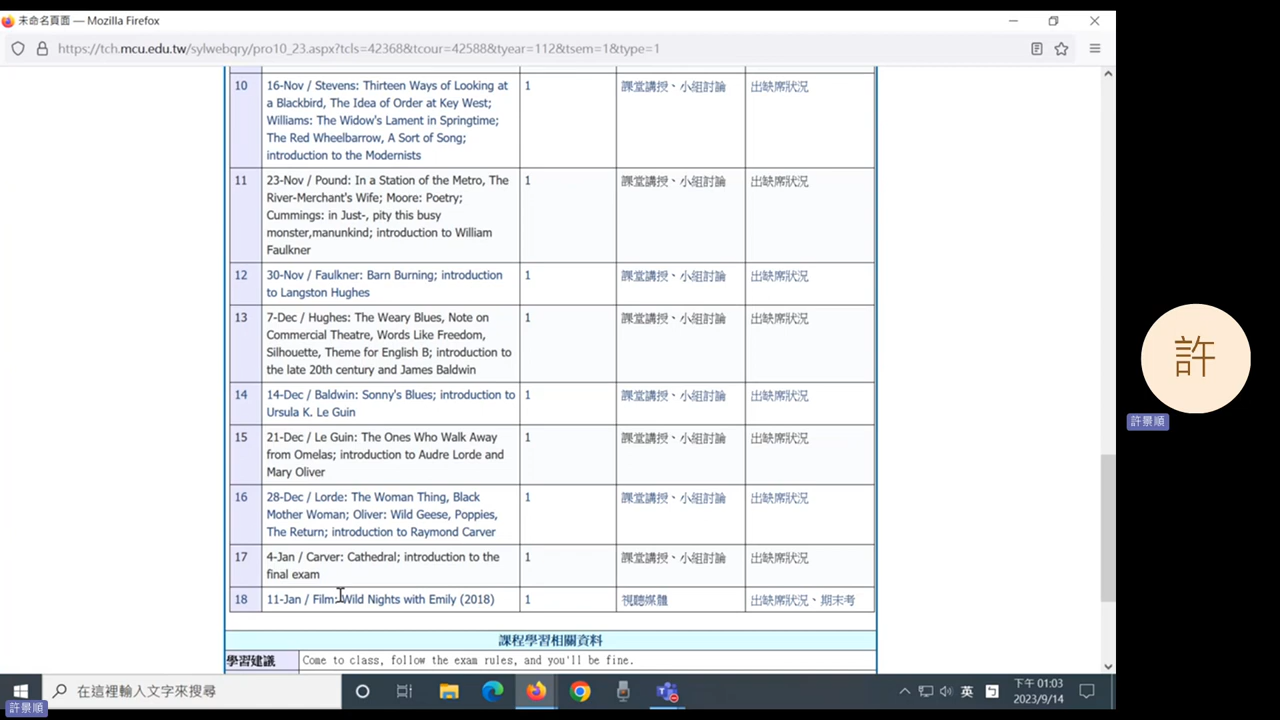 未命名頁面 — Mozilla Firefox
https://tch.mcu.edu.tw/sylwebqry/pro10_23.aspx?tcls=42368&tcour=42588&tyear=112&tsem=1&type=1
10 16-Nov / Stevens: Thirteen Ways of Looking at 1 課堂講授、小組討論 出缺席狀況
a Blackbird, The Idea of Order at Key West;
Williams: The Widow's Lament in Springtime;
The Red Wheelbarrow, A Sort of Song;
introduction to the Modernists
11 23-Nov / Pound: In a Station of the Metro, The 1 課堂講授、小組討論 出缺席狀況
River-Merchant's Wife; Moore: Poetry;
Cummings: in Just-, pity this busy
monster,manunkind; introduction to William
Faulkner
12 30-Nov / Faulkner: Barn Burning; introduction 1 課堂講授、小組討論 出缺席狀況
to Langston Hughes
13 7-Dec / Hughes: The Weary Blues, Note on 1 課堂講授、小組討論 出缺席狀況
Commercial Theatre, Words Like Freedom,
Silhouette, Theme for English B; introduction to
the late 20th century and James Baldwin
14 14-Dec / Baldwin: Sonny's Blues; introduction to 1 課堂講授、小組討論 出缺席狀況
Ursula K. Le Guin
15 21-Dec / Le Guin: The Ones Who Walk Away 1 課堂講授、小組討論 出缺席狀況
from Omelas; introduction to Audre Lorde and
Mary Oliver
16 28-Dec / Lorde: The Woman Thing, Black 1 課堂講授、小組討論 出缺席狀況
Mother Woman; Oliver: Wild Geese, Poppies,
The Return; introduction to Raymond Carver
17 4-Jan / Carver: Cathedral; introduction to the 1 課堂講授、小組討論 出缺席狀況
final exam
18 11-Jan / Film: Wild Nights with Emily (2018) 1 視聽媒體 出缺席狀況、期末考
課程學習相關資料
學習建議 Come to class, follow the exam rules, and you'll be fine.
許
許景順
在這裡輸入文字來搜尋
英
下午 01:03
2023/9/14
許景順